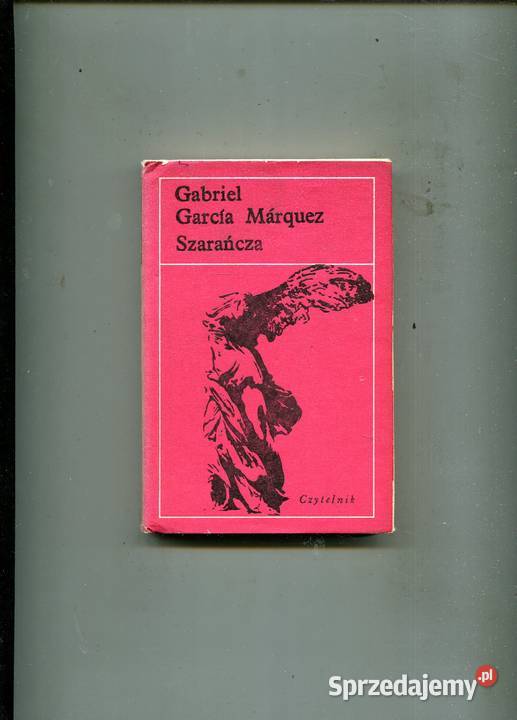 Gabriel
García Márquez
Szarańcza
Czytelnik
Sprzedajemy.pl